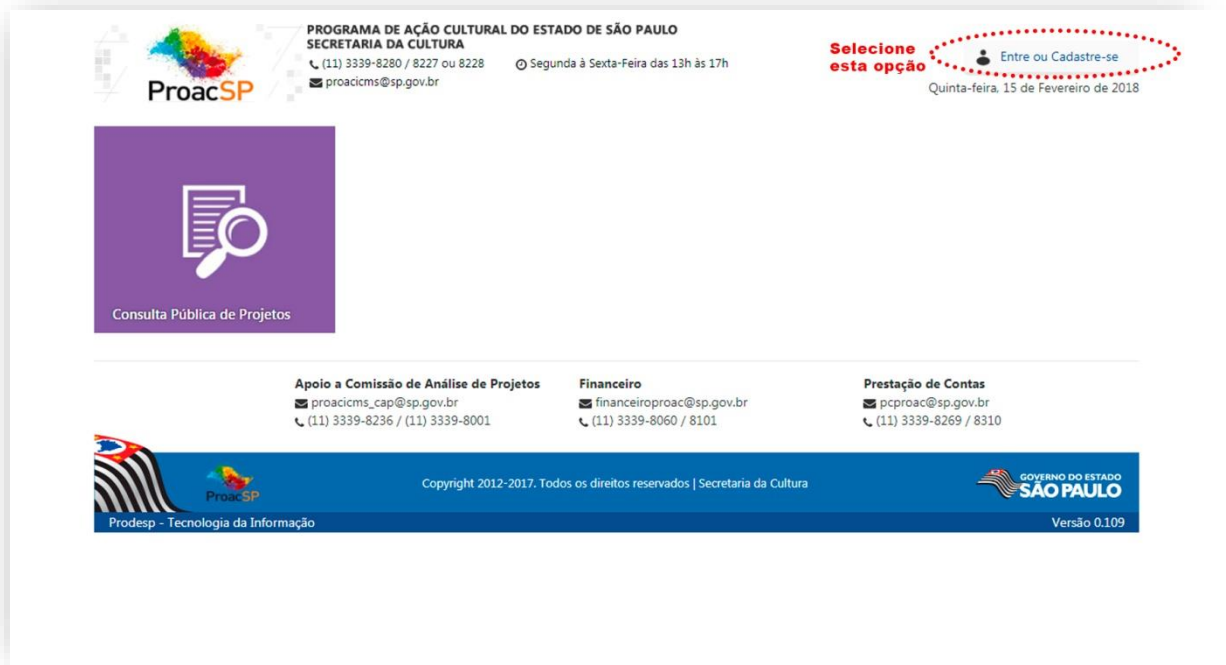 ProacSP
PROGRAMA DE AÇÃO CULTURAL DO ESTADO DE SÃO PAULO
SECRETARIA DA CULTURA
(11) 3339-8280 / 8227 ou 8228 Segunda à Sexta-Feira das 13h às 17h
proacicms@sp.gov.br
Selecione
esta opção
Entre ou Cadastre-se
Quinta-feira, 15 de Fevereiro de 2018
Consulta Pública de Projetos
Apoio a Comissão de Análise de Projetos
proacicms_cap@sp.gov.br
(11) 3339-8236 / (11) 3339-8001
Financeiro
financeiroproac@sp.gov.br
(11) 3339-8060 / 8101
Prestação de Contas
pcproac@sp.gov.br
(11) 3339-8269 / 8310
ProacSP
Copyright 2012-2017. Todos os direitos reservados | Secretaria da Cultura
GOVERNO DO ESTADO
SÃO PAULO
Prodesp - Tecnologia da Informação
Versão 0.109